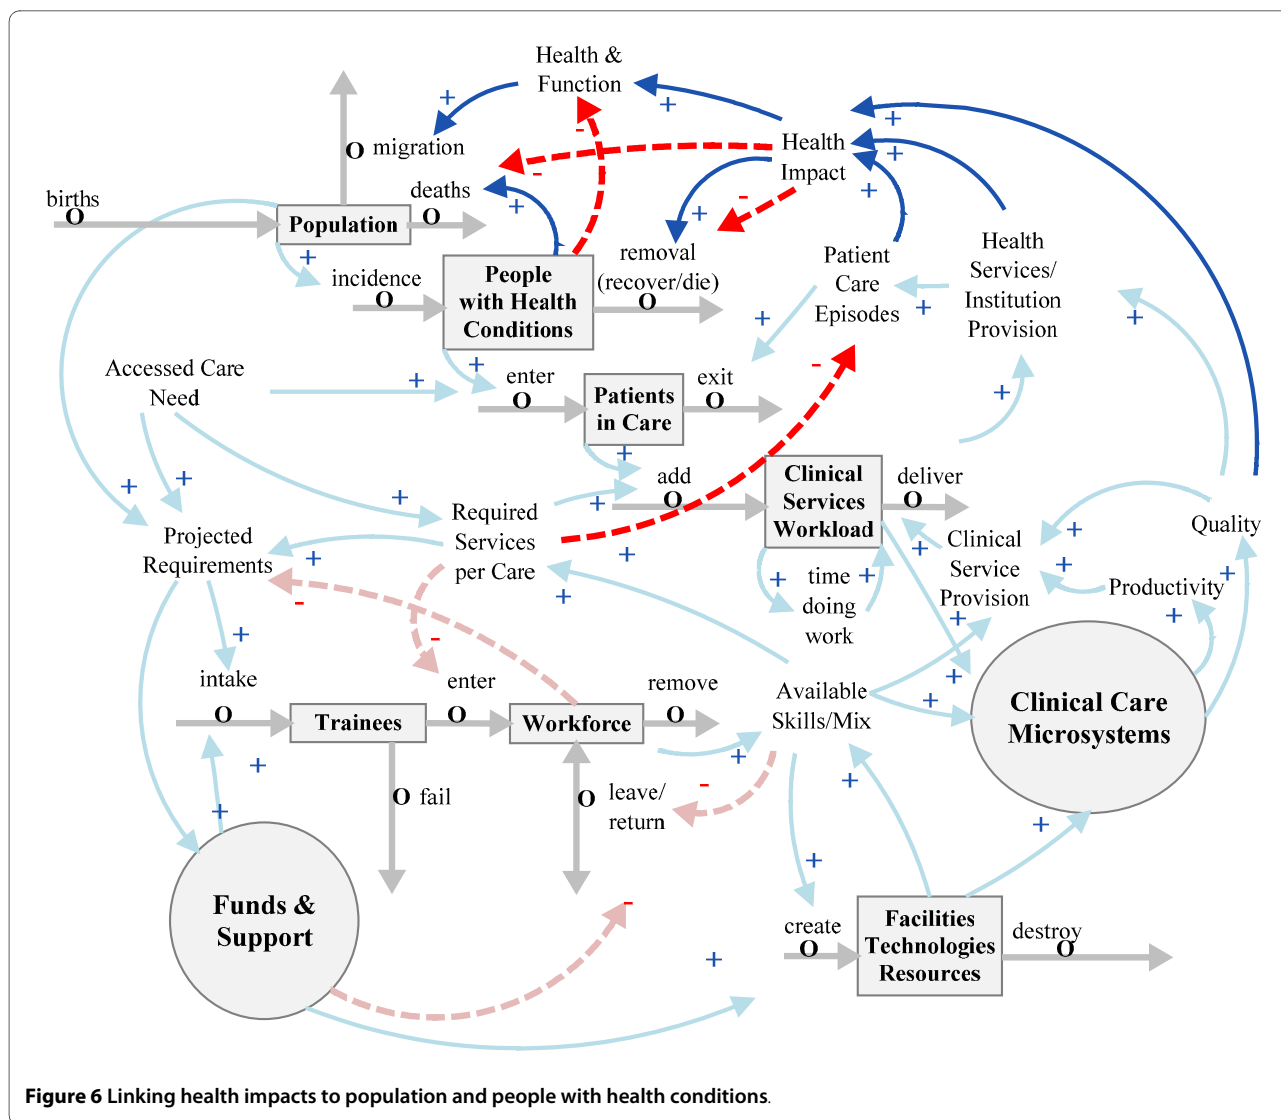 Health &
Function
migration
Health
Impact
births
deaths
Population
removal
(recover/die)
Patient
Care
Episodes
Health
Services/
Institution
Provision
incidence
People
with Health
Conditions
Accessed Care
Need
enter
exit
Patients
in Care
add
Clinical
Services
Workload
deliver
Required
Services
per Care
Projected
Requirements
Quality
Clinical
Service
Provision
Productivity
time
doing
work
intake
enter
remove
Available
Skills/Mix
Trainees
Workforce
Clinical Care
Microsystems
fail
leave/
return
Funds &
Support
create
Facilities
Technologies
Resources
destroy
Figure 6 Linking health impacts to population and people with health conditions.